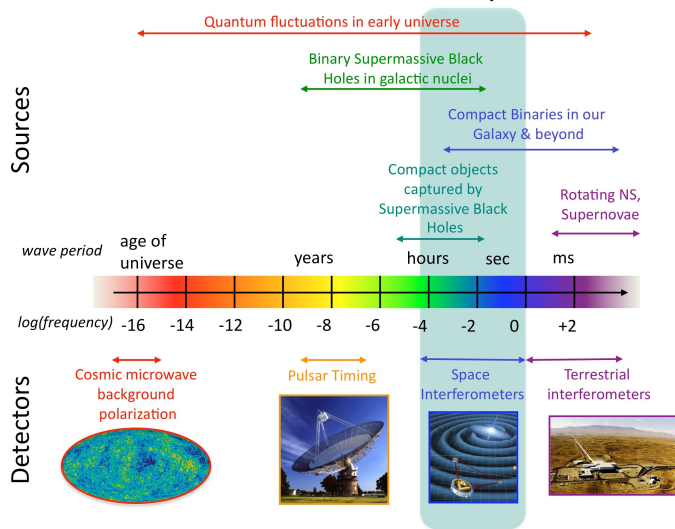 Quantum fluctuations in early universe
Binary Supermassive Black
Holes in galactic nuclei
Compact Binaries in our
Galaxy & beyond
Compact objects
captured by
Supermassive Black
Holes
Rotating NS,
Supernovae
Sources
wave period
age of
universe
years
hours
sec
ms
log(frequency)
-16 -14 -12 -10 -8 -6 -4 -2 0 +2
Detectors
Cosmic microwave
background
polarization
Pulsar Timing
Space
Interferometers
Terrestrial
interferometers